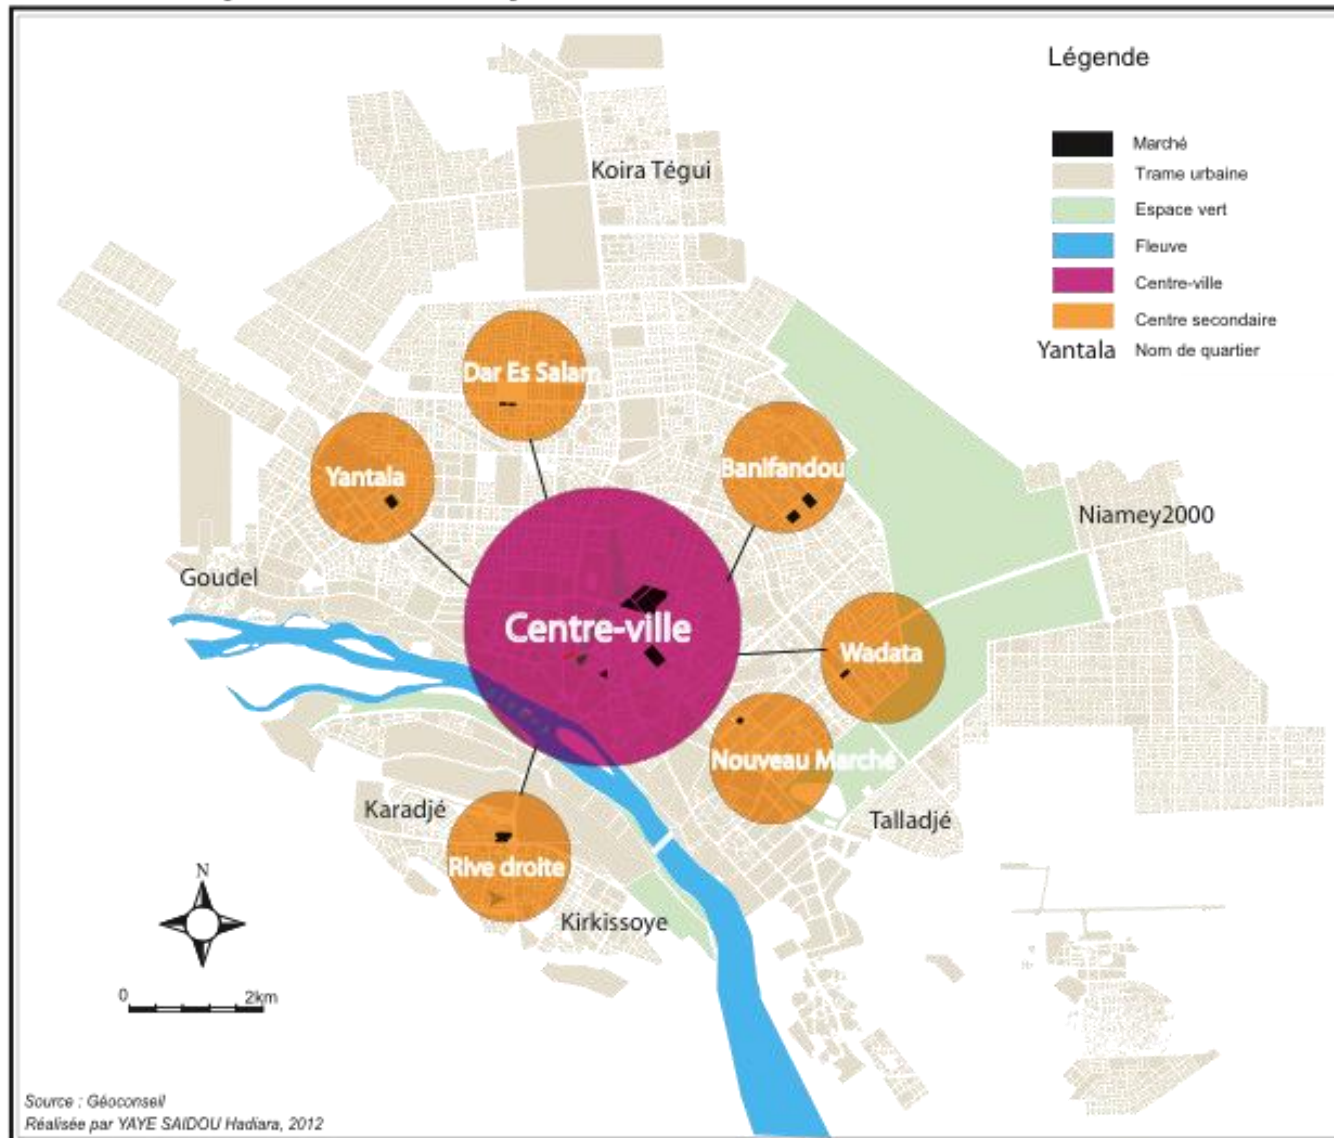 Légende
Marché
Trame urbaine
Espace vert
Fleuve
Centre-ville
Centre secondaire
Yantala Nom de quartier
Koira Tégui
Dar Es Salam
Banifandou
Yantala
Niamey2000
Goudel
Centre-ville
Wadata
Nouveau Marché
Karadjé
Talladjé
Rive droite
Kirkissoye
N
0 2km
Source : Géoconseil
Réalisée par YAYE SAIDOU Hadiara, 2012